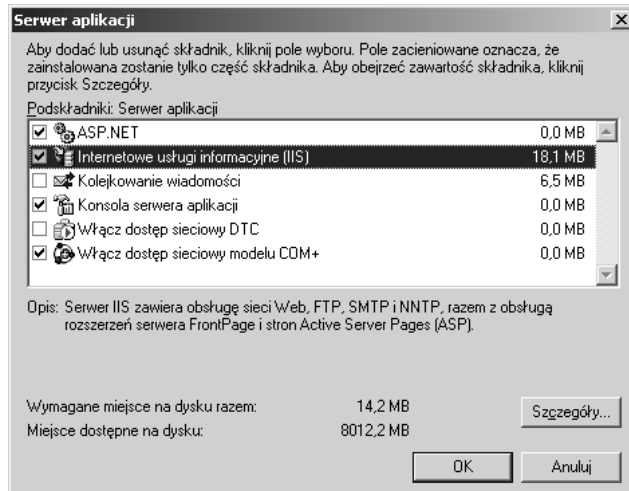 Serwer aplikacji
Aby dodać lub usunąć składnik, kliknij pole wyboru. Pole zacieniowane oznacza, że
zainstalowana zostanie tylko część składnika. Aby obejrzeć zawartość składnika, kliknij
przycisk Szczegóły.
Podskładniki: Serwer aplikacji
ASP.NET 0,0 MB
Internetowe usługi informacyjne (IIS) 18,1 MB
Kolejkowanie wiadomości 6,5 MB
Konsola serwera aplikacji 0,0 MB
Włącz dostęp sieciowy DTC 0,0 MB
Włącz dostęp sieciowy modelu COM+ 0,0 MB
Opis: Serwer IIS zawiera obsługę sieci Web, FTP, SMTP i NNTP, razem z obsługą
rozszerzeń serwera FrontPage i stron Active Server Pages (ASP).
Wymagane miejsce na dysku razem: 14,2 MB
Miejsce dostępne na dysku: 8012,2 MB
Szczegóły...
OK Anuluj